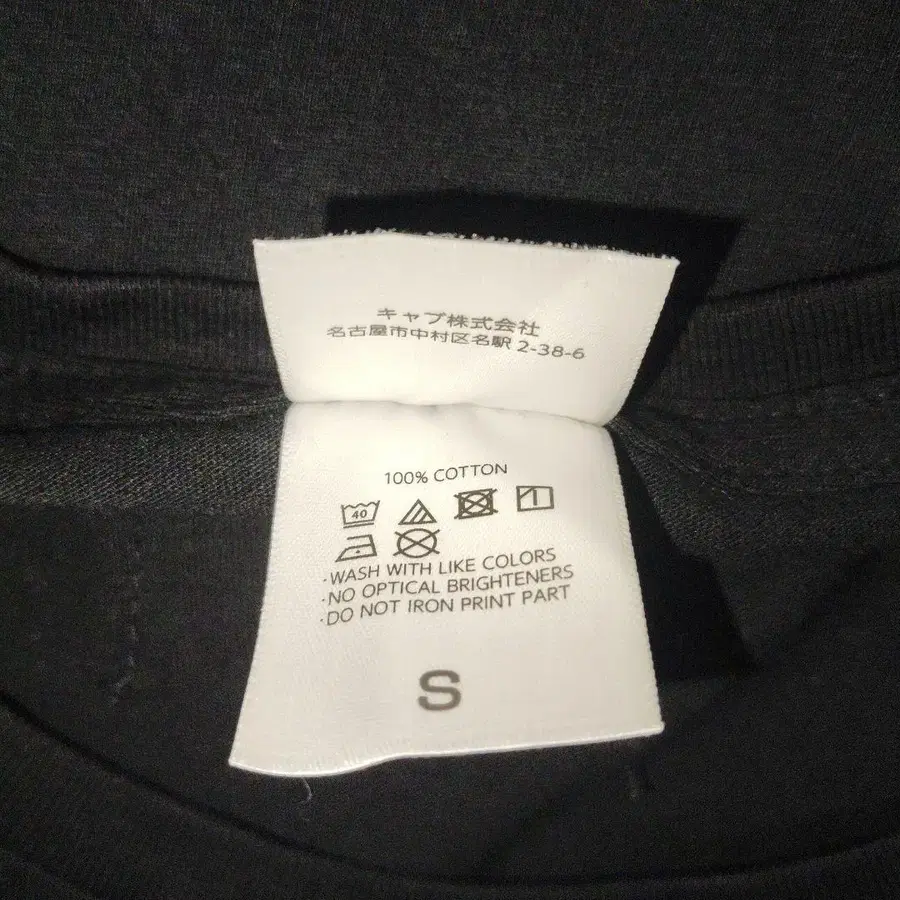 キャブ株式会社
名古屋市中村区名駅 2-38-6
100% COTTON
40
·WASH WITH LIKE COLORS
·NO OPTICAL BRIGHTENERS
·DO NOT IRON PRINT PART
S